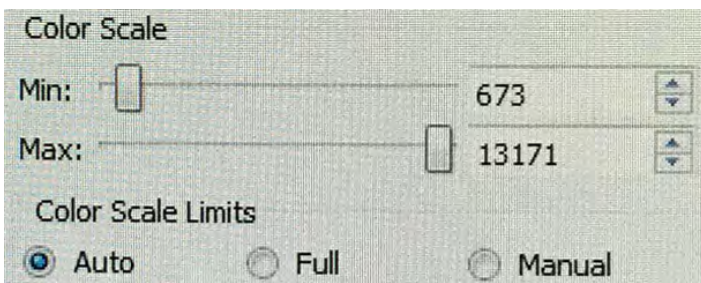 Color Scale
Min: 673
Max: 13171
Color Scale Limits
Auto Full Manual